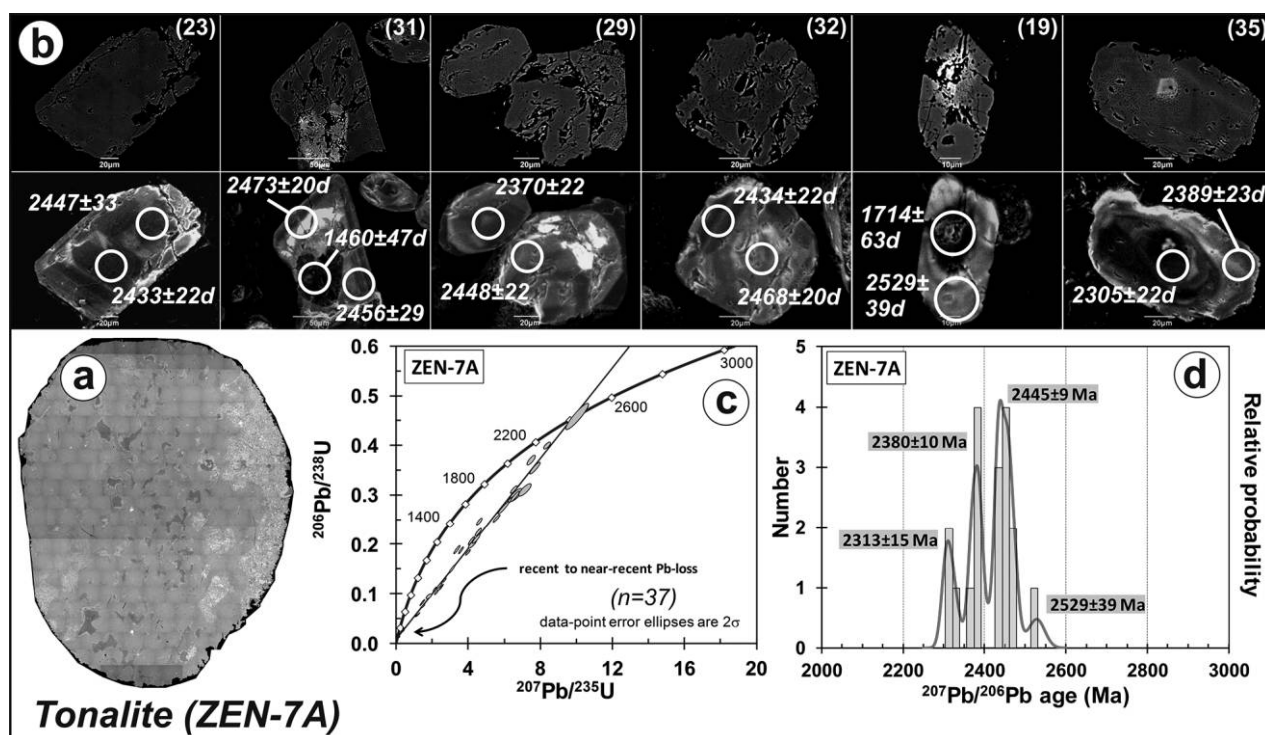 b
(23)
(31)
(29)
(32)
(19)
(35)
20µm
50µm
20µm
20µm
10µm
20µm
2447±33
2433±22d
20µm
2473±20d
1460±47d
2456±29
50µm
2370±22
2448±22
20µm
2434±22d
2468±20d
20µm
1714±
63d
2529±
39d
10µm
2389±23d
2305±22d
20µm
a
Tonalite (ZEN-7A)
ZEN-7A
c
206Pb/238U
0.6
0.5
0.4
0.3
0.2
0.1
0.0
3000
2600
2200
1800
1400
recent to near-recent Pb-loss
(n=37)
data-point error ellipses are 2σ
0 4 8 12 16 20
207Pb/235U
ZEN-7A
d
Number
5
4
3
2
1
0
2445±9 Ma
2380±10 Ma
2313±15 Ma
2529±39 Ma
Relative probability
2000 2200 2400 2600 2800 3000
207Pb/206Pb age (Ma)